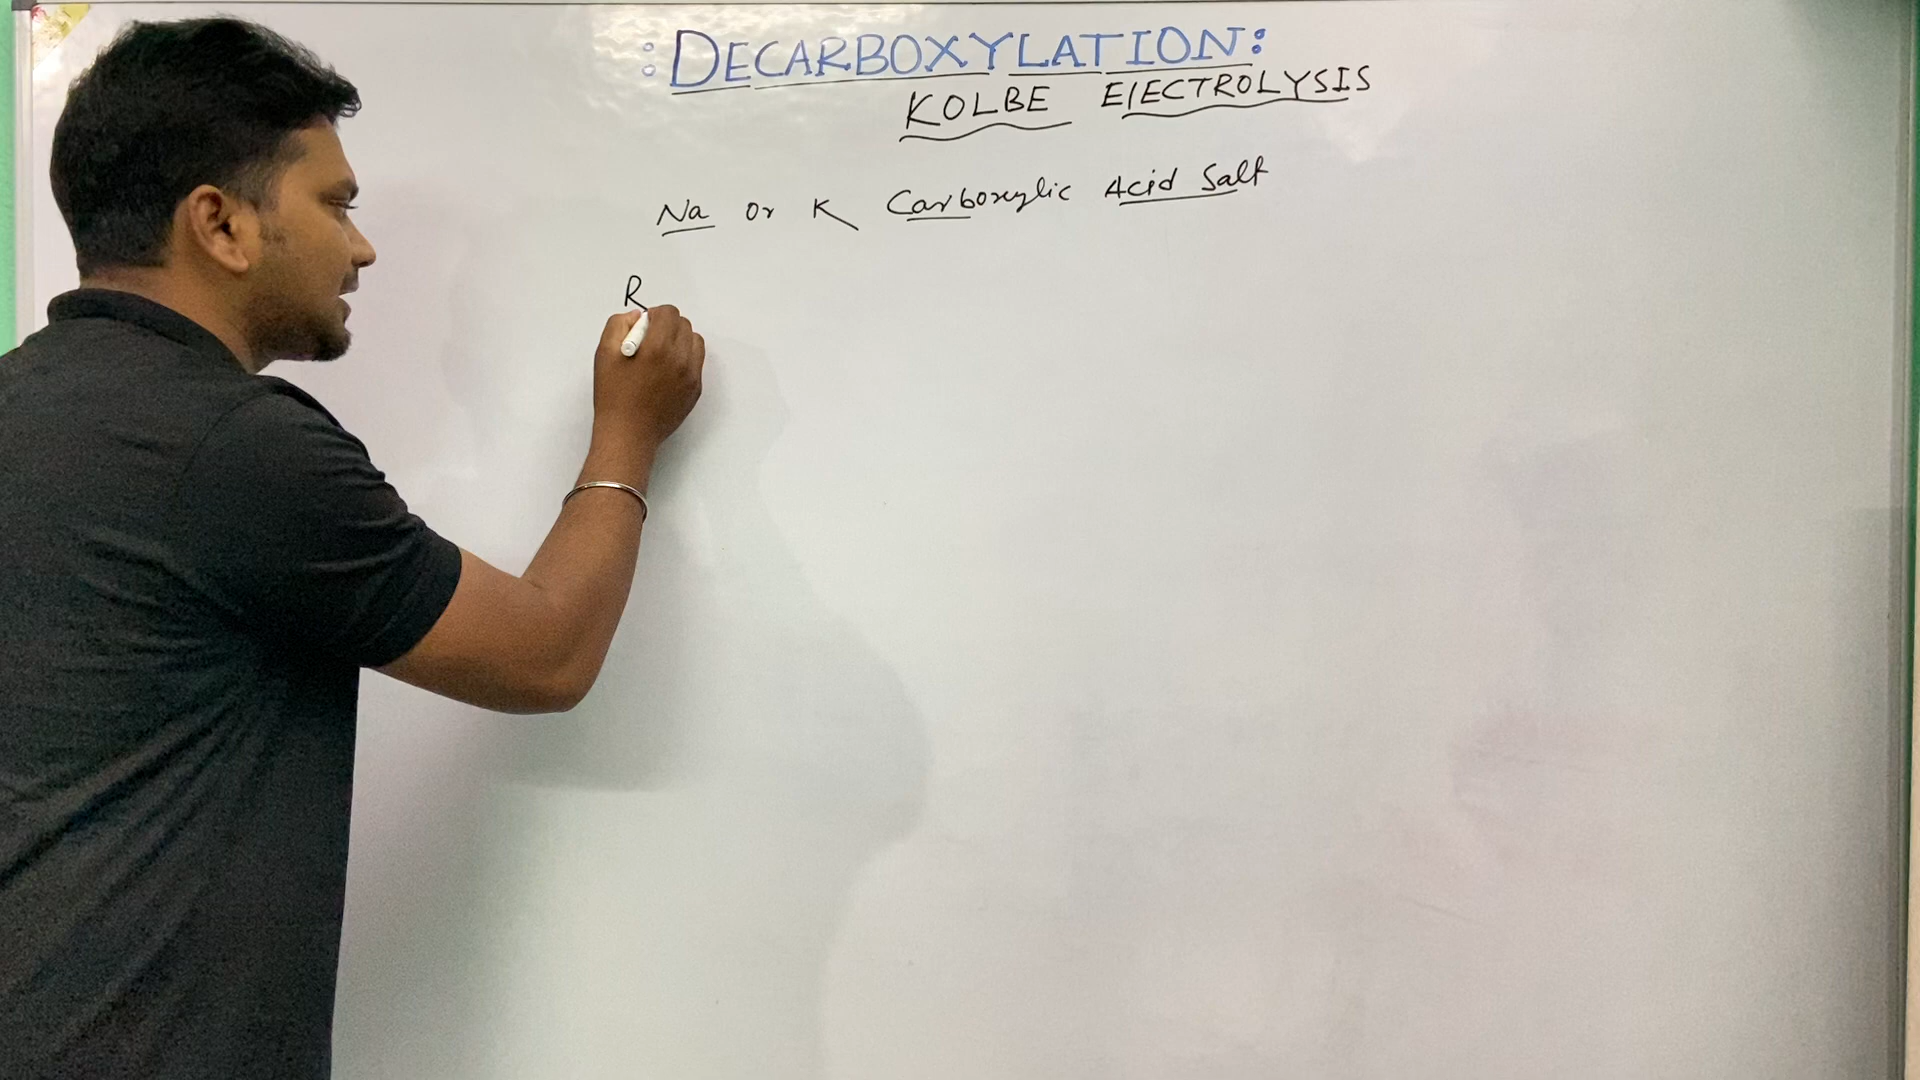 : DECARBOXYLATION:
KOLBE ElECTROLYSIS
Na or K Carboxylic Acid Salt
R